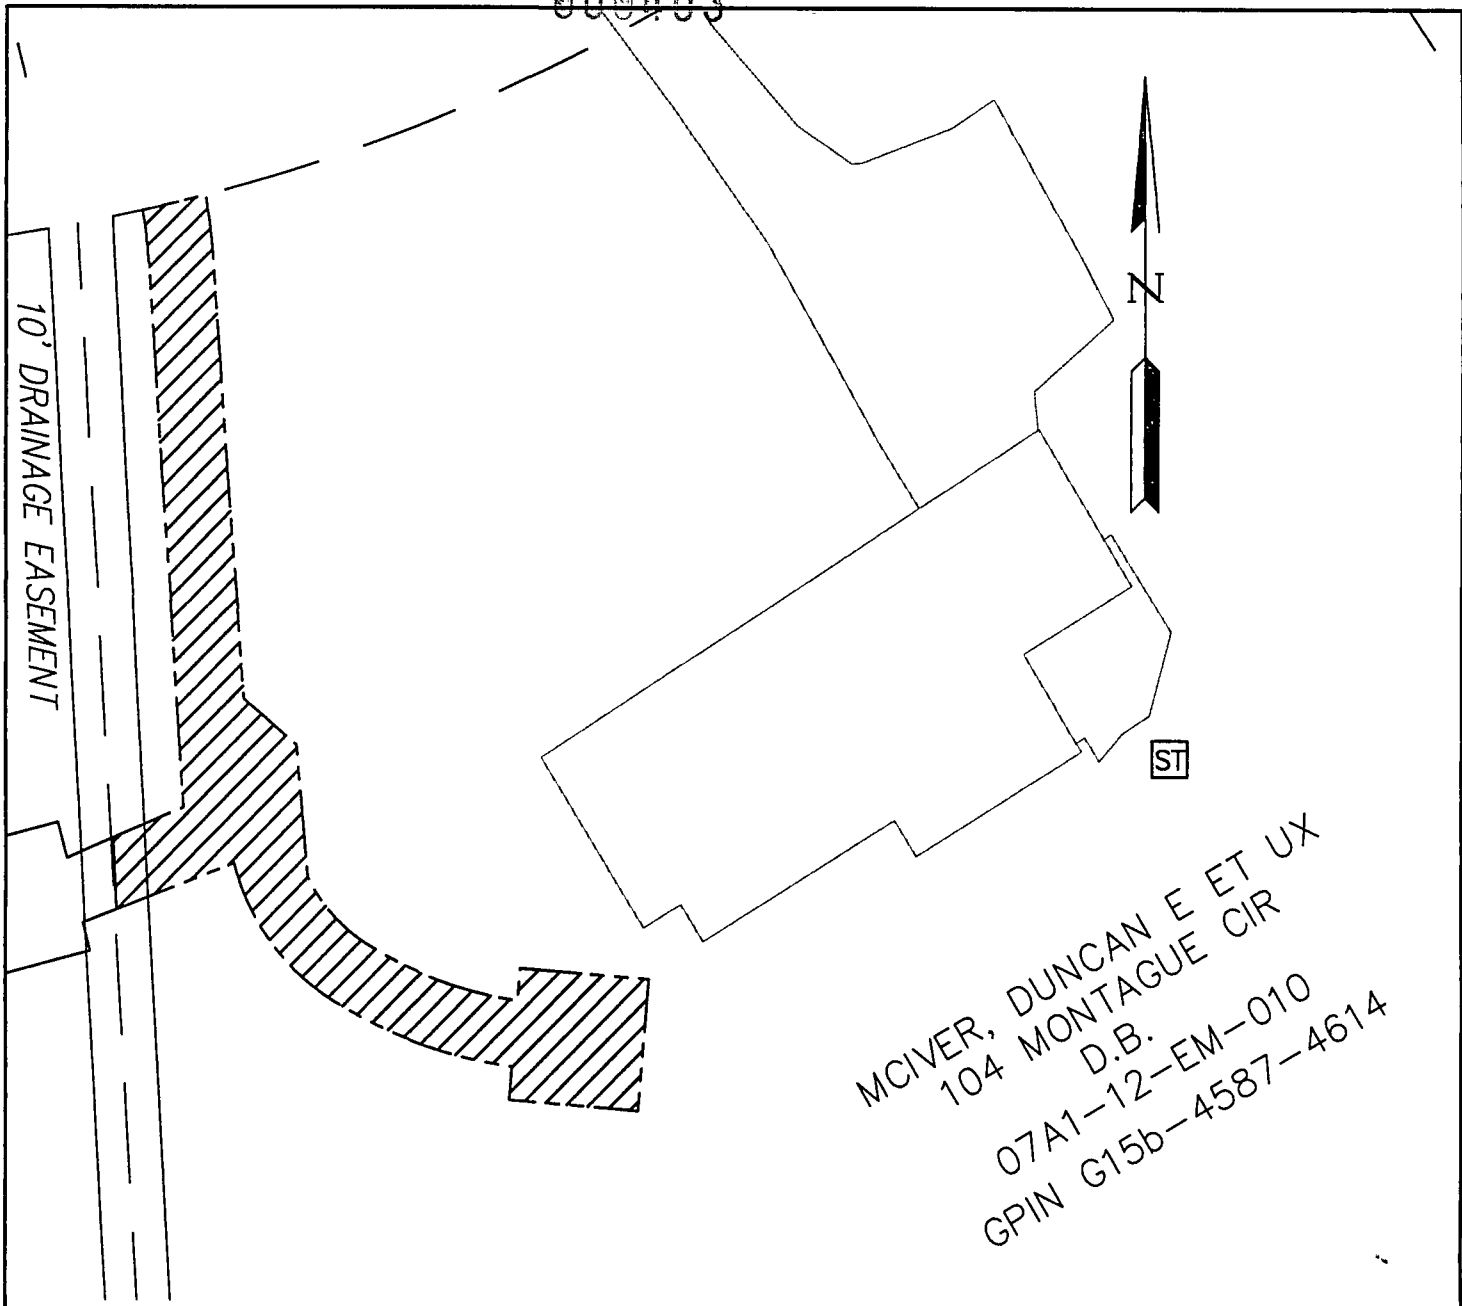 10' DRAINAGE EASEMENT
N
ST
MCIVER, DUNCAN E ET UX
104 MONTAGUE CIR
D.B.
07A1-12-EM-010
GPIN G15b-4587-4614